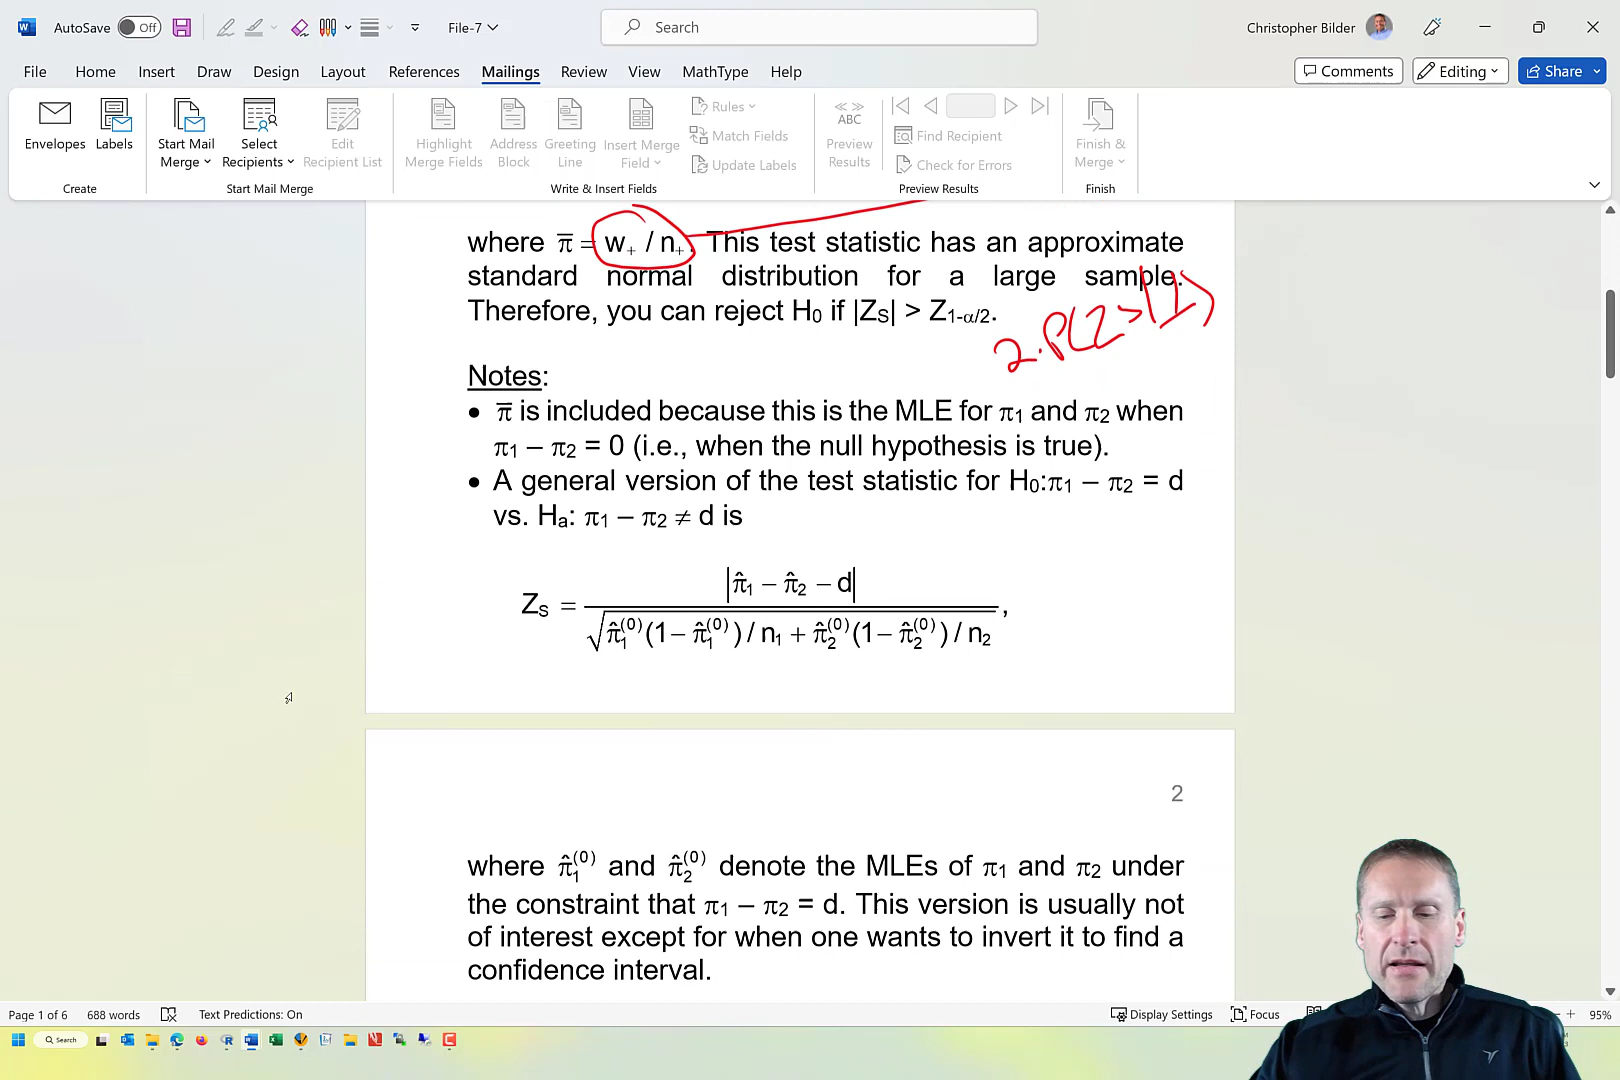 AutoSave Off File-7 Search Christopher Bilder
File Home Insert Draw Design Layout References Mailings Review View MathType Help Comments Editing Share
Envelopes Labels Start Mail Merge Select Recipients Edit Recipient List Highlight Merge Fields Address Block Greeting Line Insert Merge Field Rules Match Fields Update Labels ABC Preview Results Find Recipient Check for Errors Finish & Merge
Create Start Mail Merge Write & Insert Fields Preview Results Finish
where π̅ = w₊ / n₊. This test statistic has an approximate
standard normal distribution for a large sample.
Therefore, you can reject H₀ if |Z_S| > Z_{1-α/2}.
2·P(Z>|Z|)
Notes:
• π̅ is included because this is the MLE for π₁ and π₂ when
π₁ – π₂ = 0 (i.e., when the null hypothesis is true).
• A general version of the test statistic for H₀:π₁ – π₂ = d
vs. Hₐ: π₁ – π₂ ≠ d is
Z_S = |π̂₁ – π̂₂ – d| / √(π̂₁⁽⁰⁾(1– π̂₁⁽⁰⁾) / n₁ + π̂₂⁽⁰⁾(1– π̂₂⁽⁰⁾) / n₂),
2
where π̂₁⁽⁰⁾ and π̂₂⁽⁰⁾ denote the MLEs of π₁ and π₂ under
the constraint that π₁ – π₂ = d. This version is usually not
of interest except for when one wants to invert it to find a
confidence interval.
Page 1 of 6 688 words Text Predictions: On Display Settings Focus 95%
Search